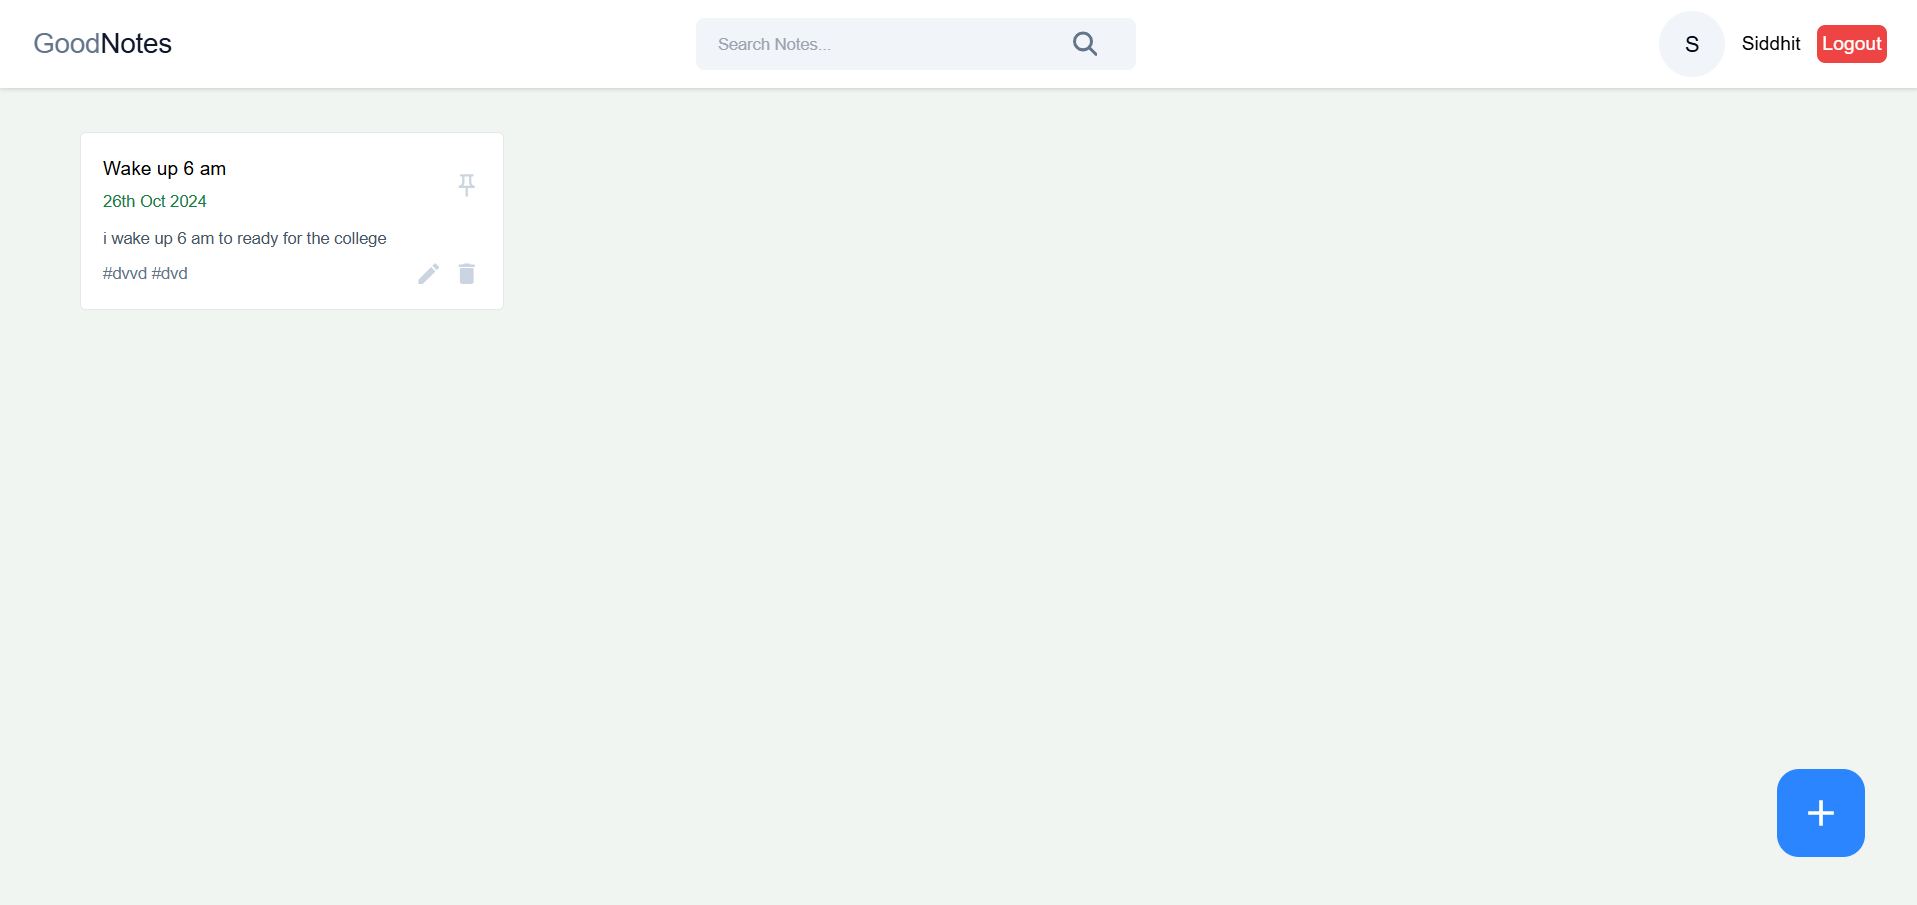 GoodNotes
Search Notes...
S
Siddhit
Logout
Wake up 6 am
26th Oct 2024
i wake up 6 am to ready for the college
#dvvd #dvd